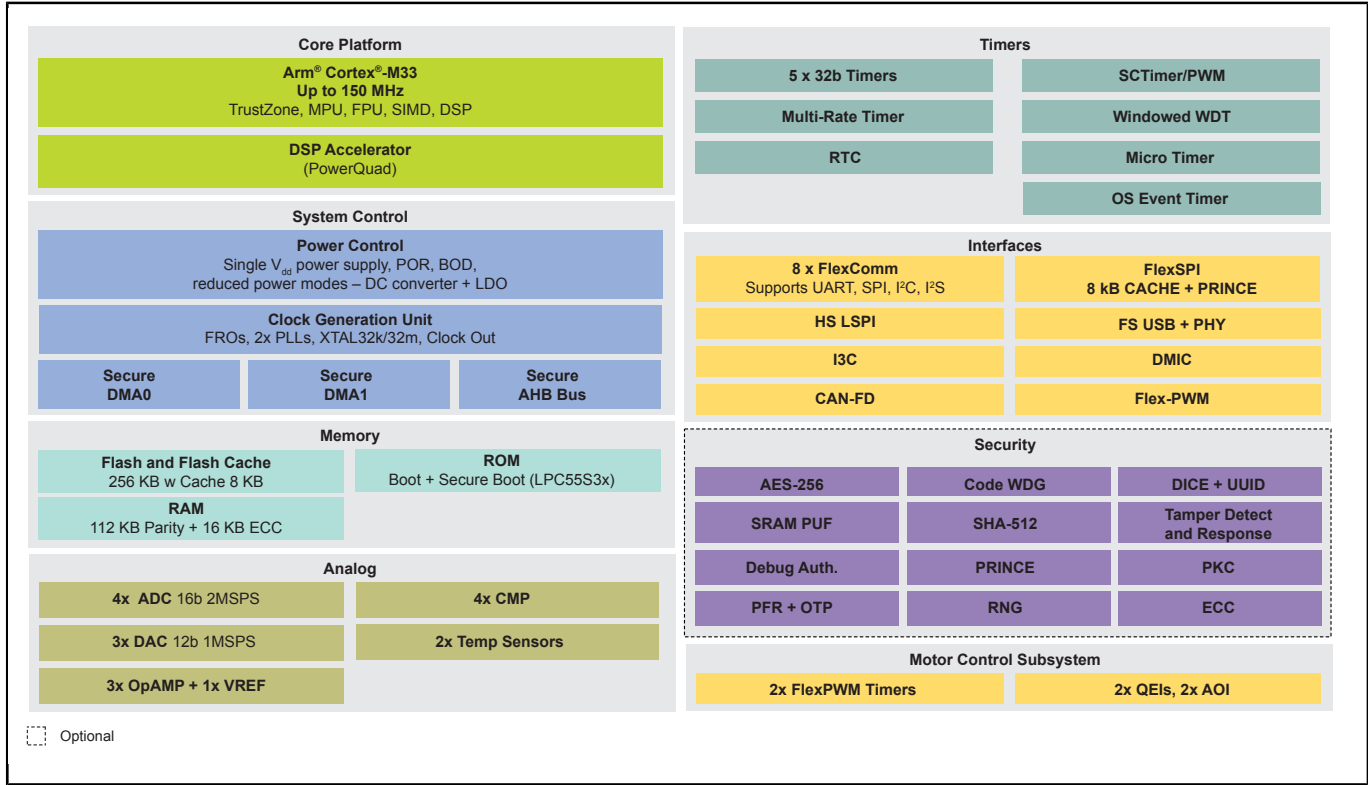 Core Platform
Arm® Cortex®-M33
Up to 150 MHz
TrustZone, MPU, FPU, SIMD, DSP
DSP Accelerator
(PowerQuad)
System Control
Power Control
Single Vdd power supply, POR, BOD,
reduced power modes – DC converter + LDO
Clock Generation Unit
FROs, 2x PLLs, XTAL32k/32m, Clock Out
Secure
DMA0
Secure
DMA1
Secure
AHB Bus
Memory
Flash and Flash Cache
256 KB w Cache 8 KB
ROM
Boot + Secure Boot (LPC55S3x)
RAM
112 KB Parity + 16 KB ECC
Analog
4x ADC 16b 2MSPS
4x CMP
3x DAC 12b 1MSPS
2x Temp Sensors
3x OpAMP + 1x VREF
Optional
Timers
5 x 32b Timers
SCTimer/PWM
Multi-Rate Timer
Windowed WDT
RTC
Micro Timer
OS Event Timer
Interfaces
8 x FlexComm
Supports UART, SPI, I²C, I²S
FlexSPI
8 kB CACHE + PRINCE
HS LSPI
FS USB + PHY
I3C
DMIC
CAN-FD
Flex-PWM
Security
AES-256
Code WDG
DICE + UUID
SRAM PUF
SHA-512
Tamper Detect
and Response
Debug Auth.
PRINCE
PKC
PFR + OTP
RNG
ECC
Motor Control Subsystem
2x FlexPWM Timers
2x QEIs, 2x AOI